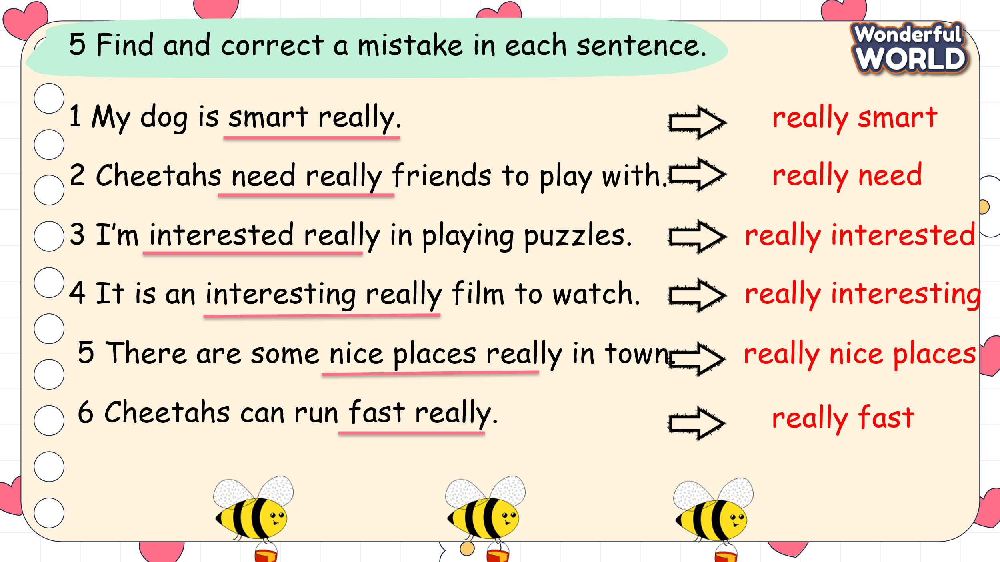 5 Find and correct a mistake in each sentence.
Wonderful
WORLD
1 My dog is smart really.
really smart
2 Cheetahs need really friends to play with.
really need
3 I'm interested really in playing puzzles.
really interested
4 It is an interesting really film to watch.
really interesting
5 There are some nice places really in town.
really nice places
6 Cheetahs can run fast really.
really fast